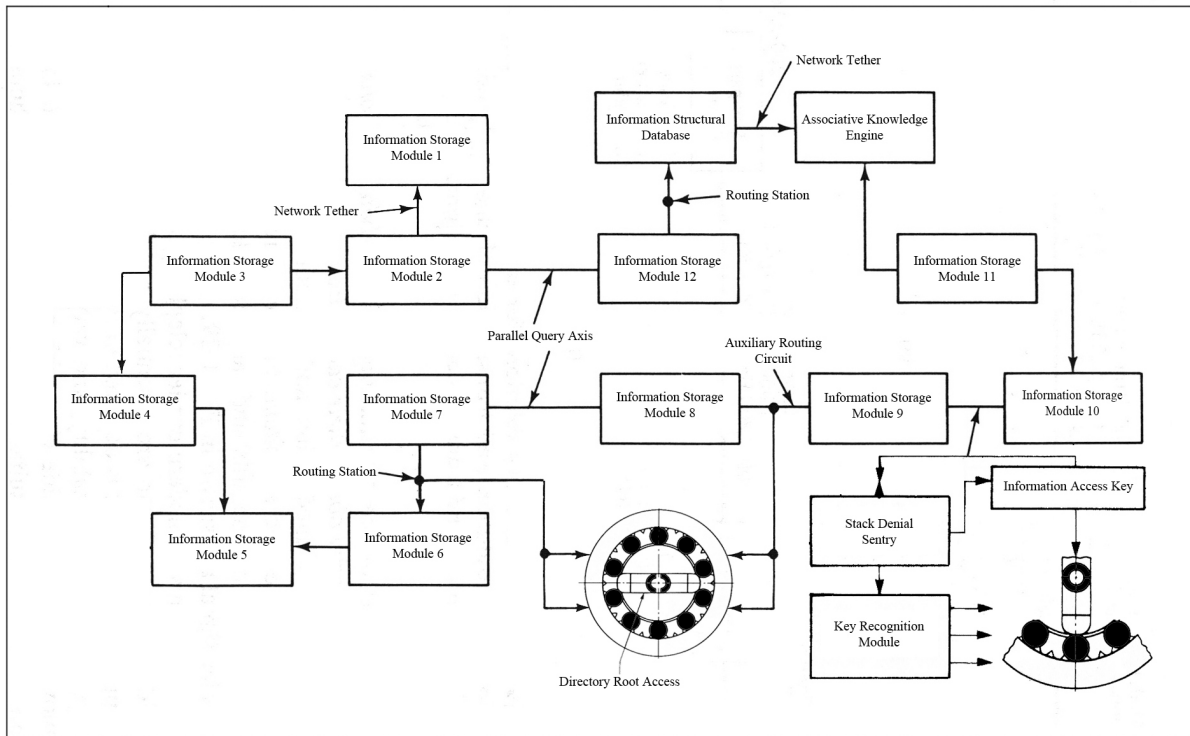 Network Tether
Information Structural
Database
Associative Knowledge
Engine
Information Storage
Module 1
Routing Station
Network Tether
Information Storage
Module 3
Information Storage
Module 2
Information Storage
Module 12
Information Storage
Module 11
Parallel Query Axis
Auxiliary Routing
Circuit
Information Storage
Module 4
Information Storage
Module 7
Information Storage
Module 8
Information Storage
Module 9
Information Storage
Module 10
Routing Station
Information Access Key
Information Storage
Module 5
Information Storage
Module 6
Stack Denial
Sentry
Key Recognition
Module
Directory Root Access